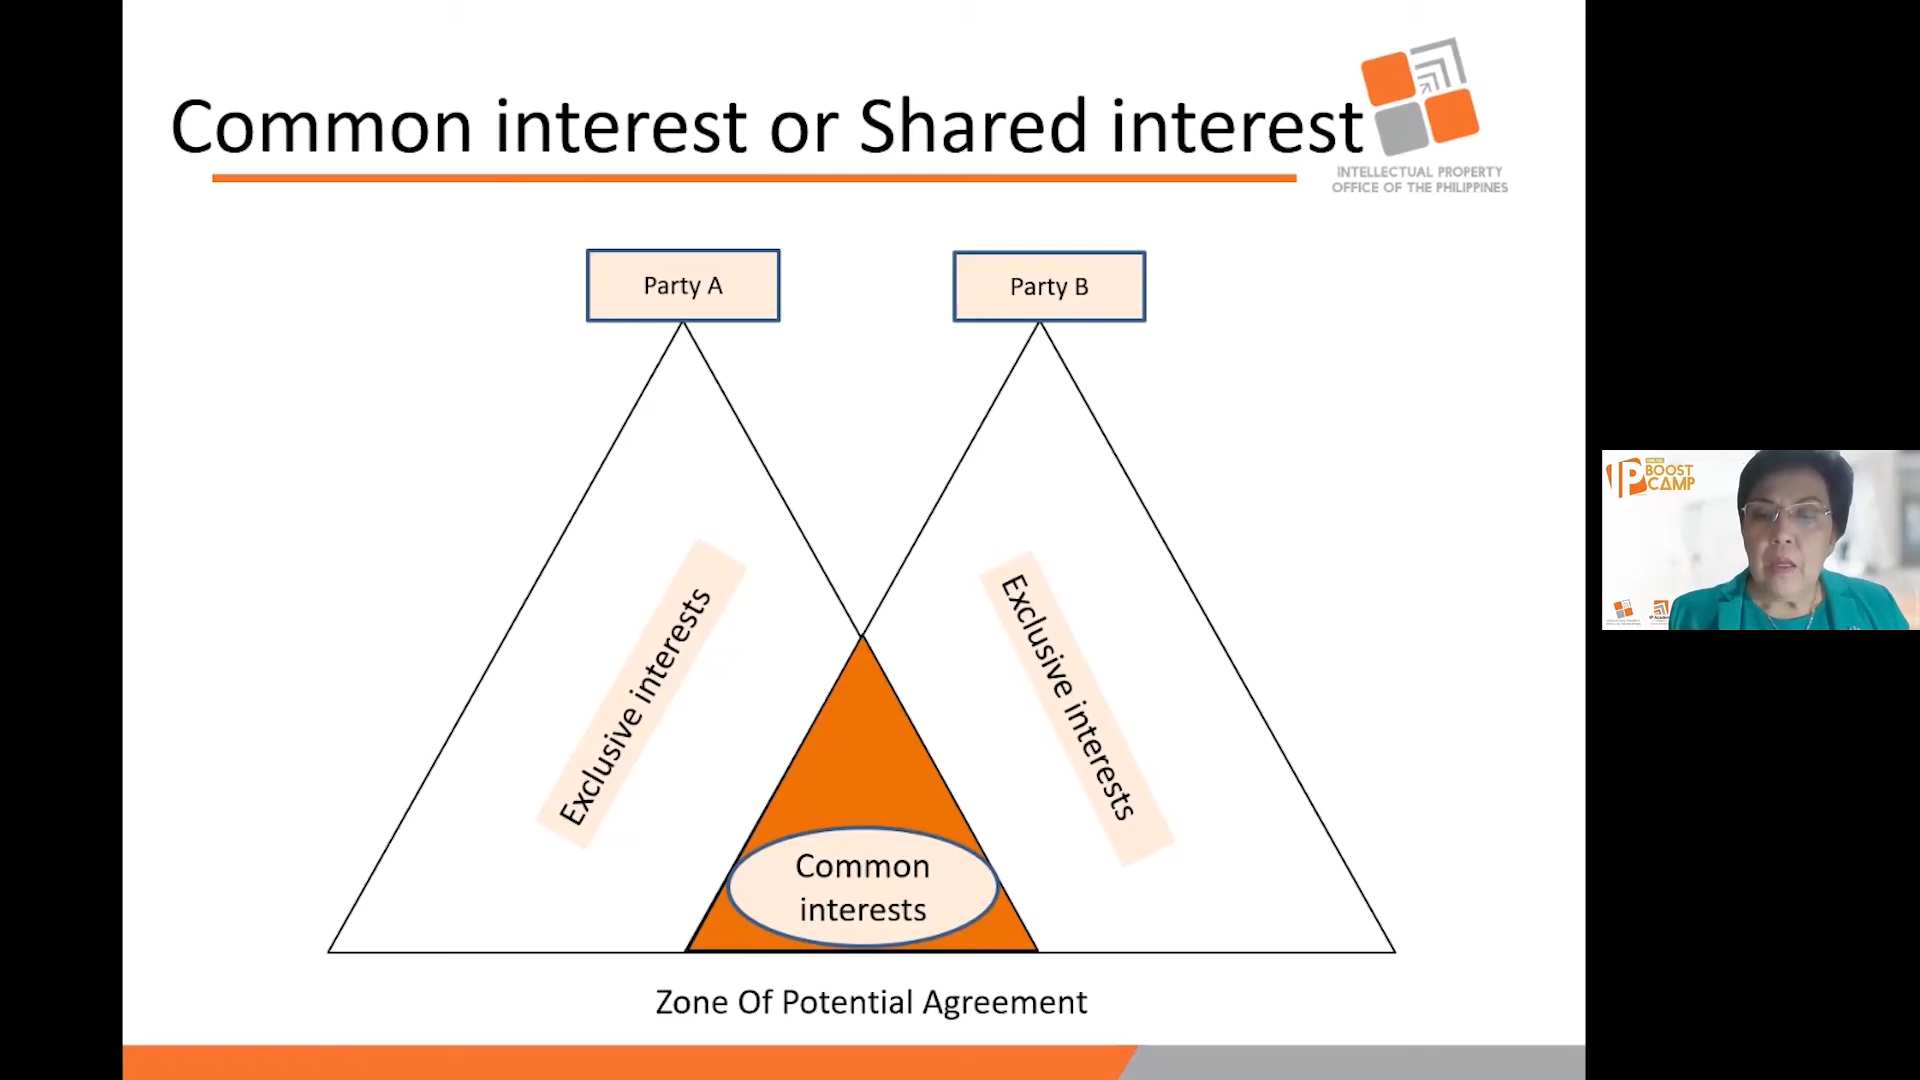 Common interest or Shared interest
INTELLECTUAL PROPERTY
OFFICE OF THE PHILIPPINES
Party A
Party B
Exclusive interests
Exclusive interests
Common
interests
Zone Of Potential Agreement
IP BOOST
CAMP